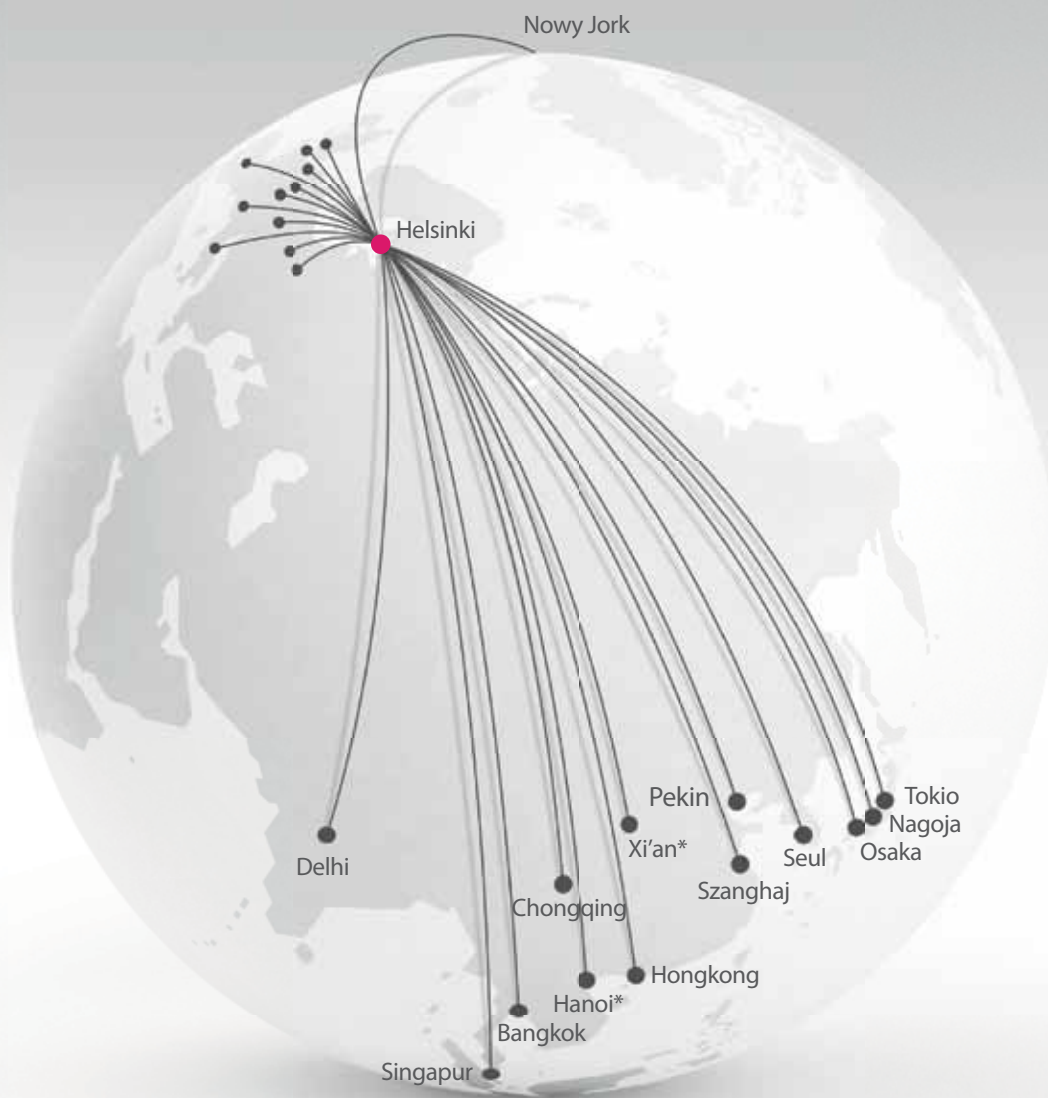 Nowy Jork
Helsinki
Pekin
Tokio
Nagoja
Xi'an*
Seul
Osaka
Delhi
Szanghaj
Chongqing
Hongkong
Hanoi*
Bangkok
Singapur